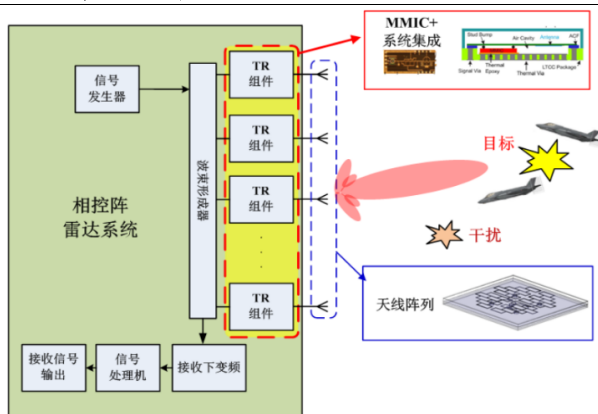 MMIC+
系统集成
Stud Bump
Air Cavity
Ampore
ACF
Signal Via
Thermal
Epoxy
Thermal Via
LTCC Package
信号
发生器
TR
组件
TR
组件
TR
组件
.
.
.
TR
组件
波束形成器
相控阵
雷达系统
目标
干扰
天线阵列
接收信号
输出
信号
处理机
接收下变频